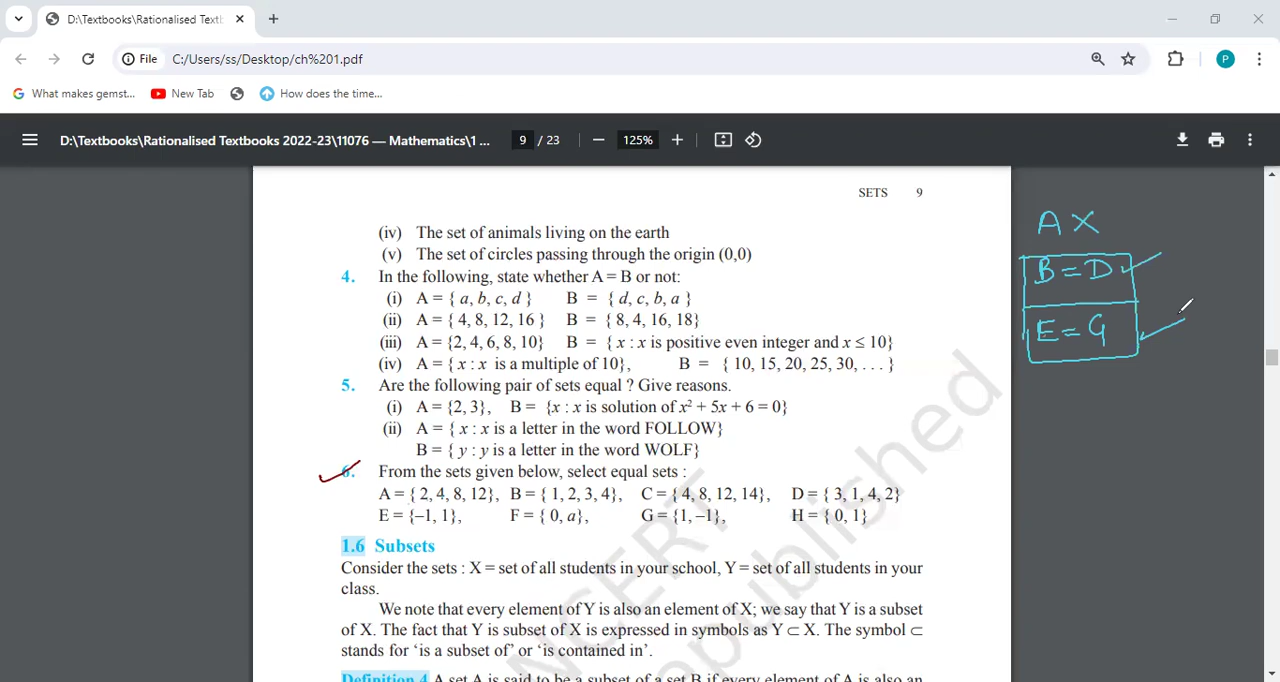 D:\Textbooks\Rationalised Textb
File C:/Users/ss/Desktop/ch%201.pdf
P
What makes gemst... New Tab How does the time...
D:\Textbooks\Rationalised Textbooks 2022-23\11076 — Mathematics\1 ... 9 / 23 125%
SETS 9
(iv) The set of animals living on the earth
(v) The set of circles passing through the origin (0,0)
4. In the following, state whether A = B or not:
(i) A = { a, b, c, d } B = { d, c, b, a }
(ii) A = { 4, 8, 12, 16 } B = { 8, 4, 16, 18}
(iii) A = {2, 4, 6, 8, 10} B = { x : x is positive even integer and x ≤ 10}
(iv) A = { x : x is a multiple of 10}, B = { 10, 15, 20, 25, 30, . . . }
5. Are the following pair of sets equal ? Give reasons.
(i) A = {2, 3}, B = {x : x is solution of x² + 5x + 6 = 0}
(ii) A = { x : x is a letter in the word FOLLOW}
B = { y : y is a letter in the word WOLF}
6. From the sets given below, select equal sets :
A = { 2, 4, 8, 12}, B = { 1, 2, 3, 4}, C = { 4, 8, 12, 14}, D = { 3, 1, 4, 2}
E = {–1, 1}, F = { 0, a}, G = {1, –1}, H = { 0, 1}
1.6 Subsets
Consider the sets : X = set of all students in your school, Y = set of all students in your
class.
We note that every element of Y is also an element of X; we say that Y is a subset
of X. The fact that Y is subset of X is expressed in symbols as Y ⊂ X. The symbol ⊂
stands for ‘is a subset of’ or ‘is contained in’.
Definition 4 A set A is said to be a subset of a set B if every element of A is also an
A X
B = D
E = G
NCERT
republished